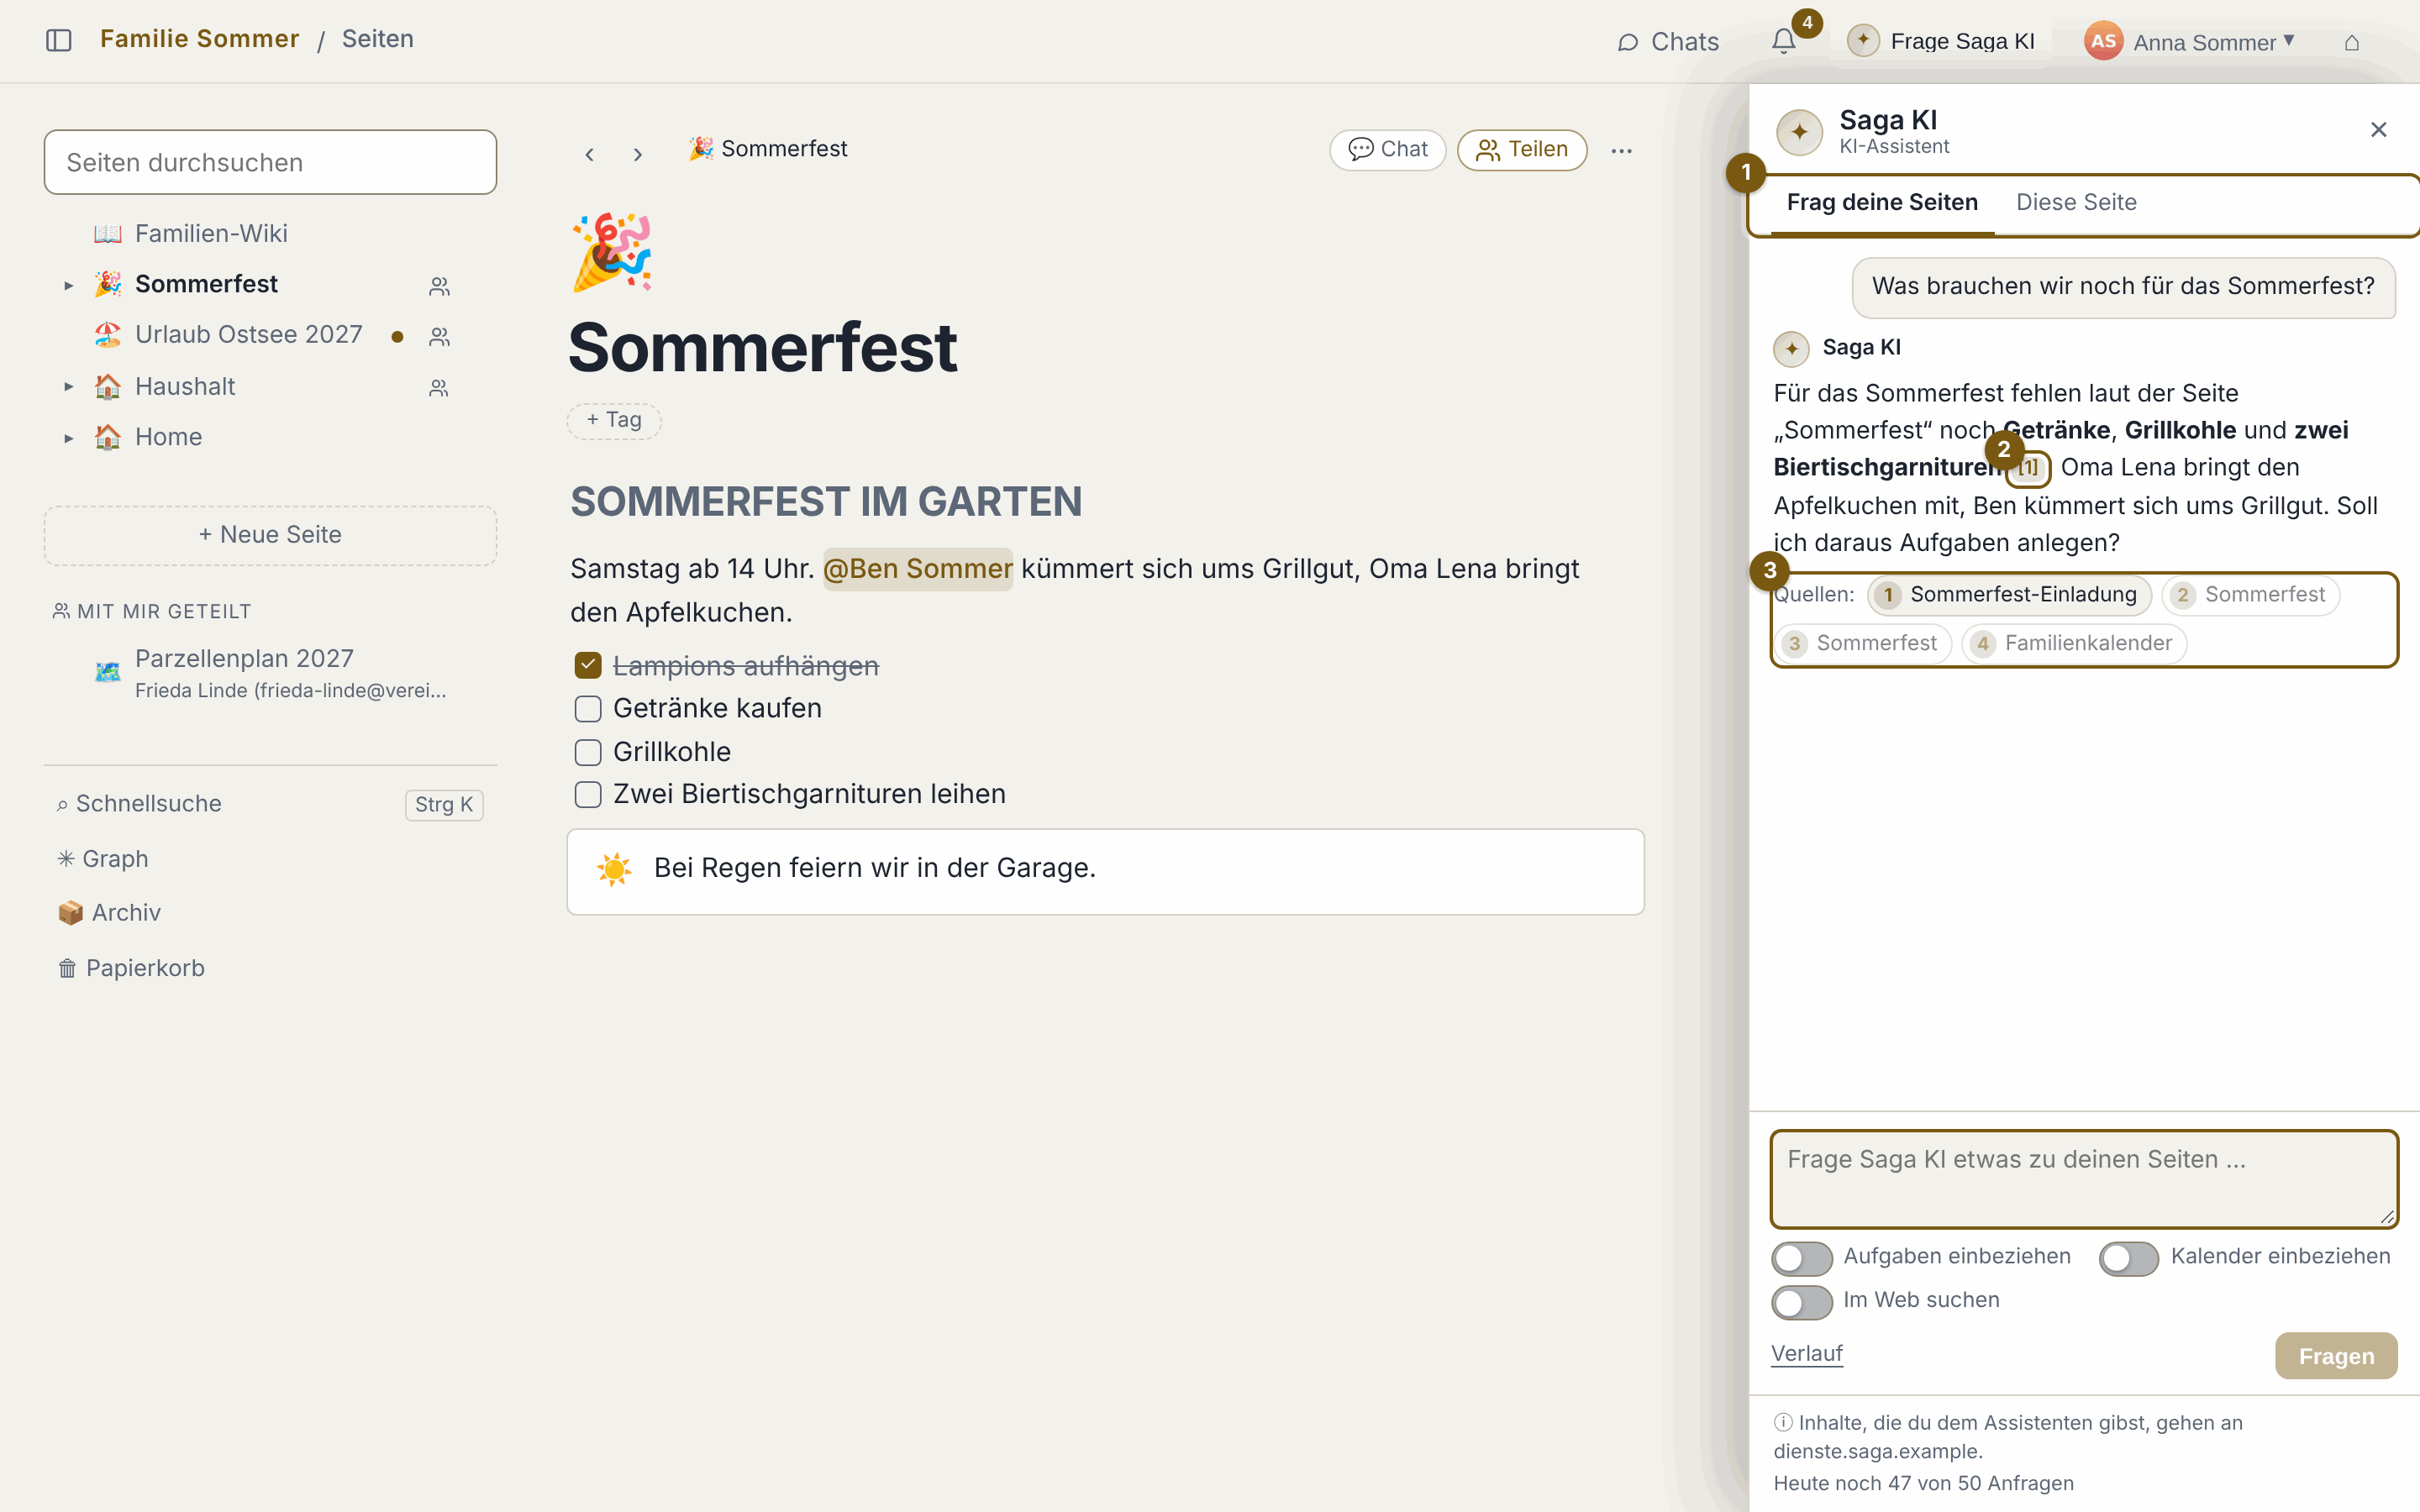 Familie Sommer / Seiten
Chats
4
Frage Saga KI
AS Anna Sommer
Seiten durchsuchen
Familien-Wiki
Sommerfest
Urlaub Ostsee 2027
Haushalt
Home
+ Neue Seite
MIT MIR GETEILT
Parzellenplan 2027
Frieda Linde (frieda-linde@verei...
Schnellsuche Strg K
Graph
Archiv
Papierkorb
Sommerfest
Chat
Teilen
Sommerfest
+ Tag
SOMMERFEST IM GARTEN
Samstag ab 14 Uhr. @Ben Sommer kümmert sich ums Grillgut, Oma Lena bringt
den Apfelkuchen.
Lampions aufhängen
Getränke kaufen
Grillkohle
Zwei Biertischgarnituren leihen
Bei Regen feiern wir in der Garage.
Saga KI
KI-Assistent
1
Frag deine Seiten Diese Seite
Was brauchen wir noch für das Sommerfest?
Saga KI
Für das Sommerfest fehlen laut der Seite
„Sommerfest“ noch Getränke, Grillkohle und zwei
2
Biertischgarnituren [1] Oma Lena bringt den
Apfelkuchen mit, Ben kümmert sich ums Grillgut. Soll
ich daraus Aufgaben anlegen?
3
Quellen: 1 Sommerfest-Einladung 2 Sommerfest
3 Sommerfest 4 Familienkalender
Frage Saga KI etwas zu deinen Seiten ...
Aufgaben einbeziehen Kalender einbeziehen
Im Web suchen
Verlauf
Fragen
Inhalte, die du dem Assistenten gibst, gehen an
dienste.saga.example.
Heute noch 47 von 50 Anfragen